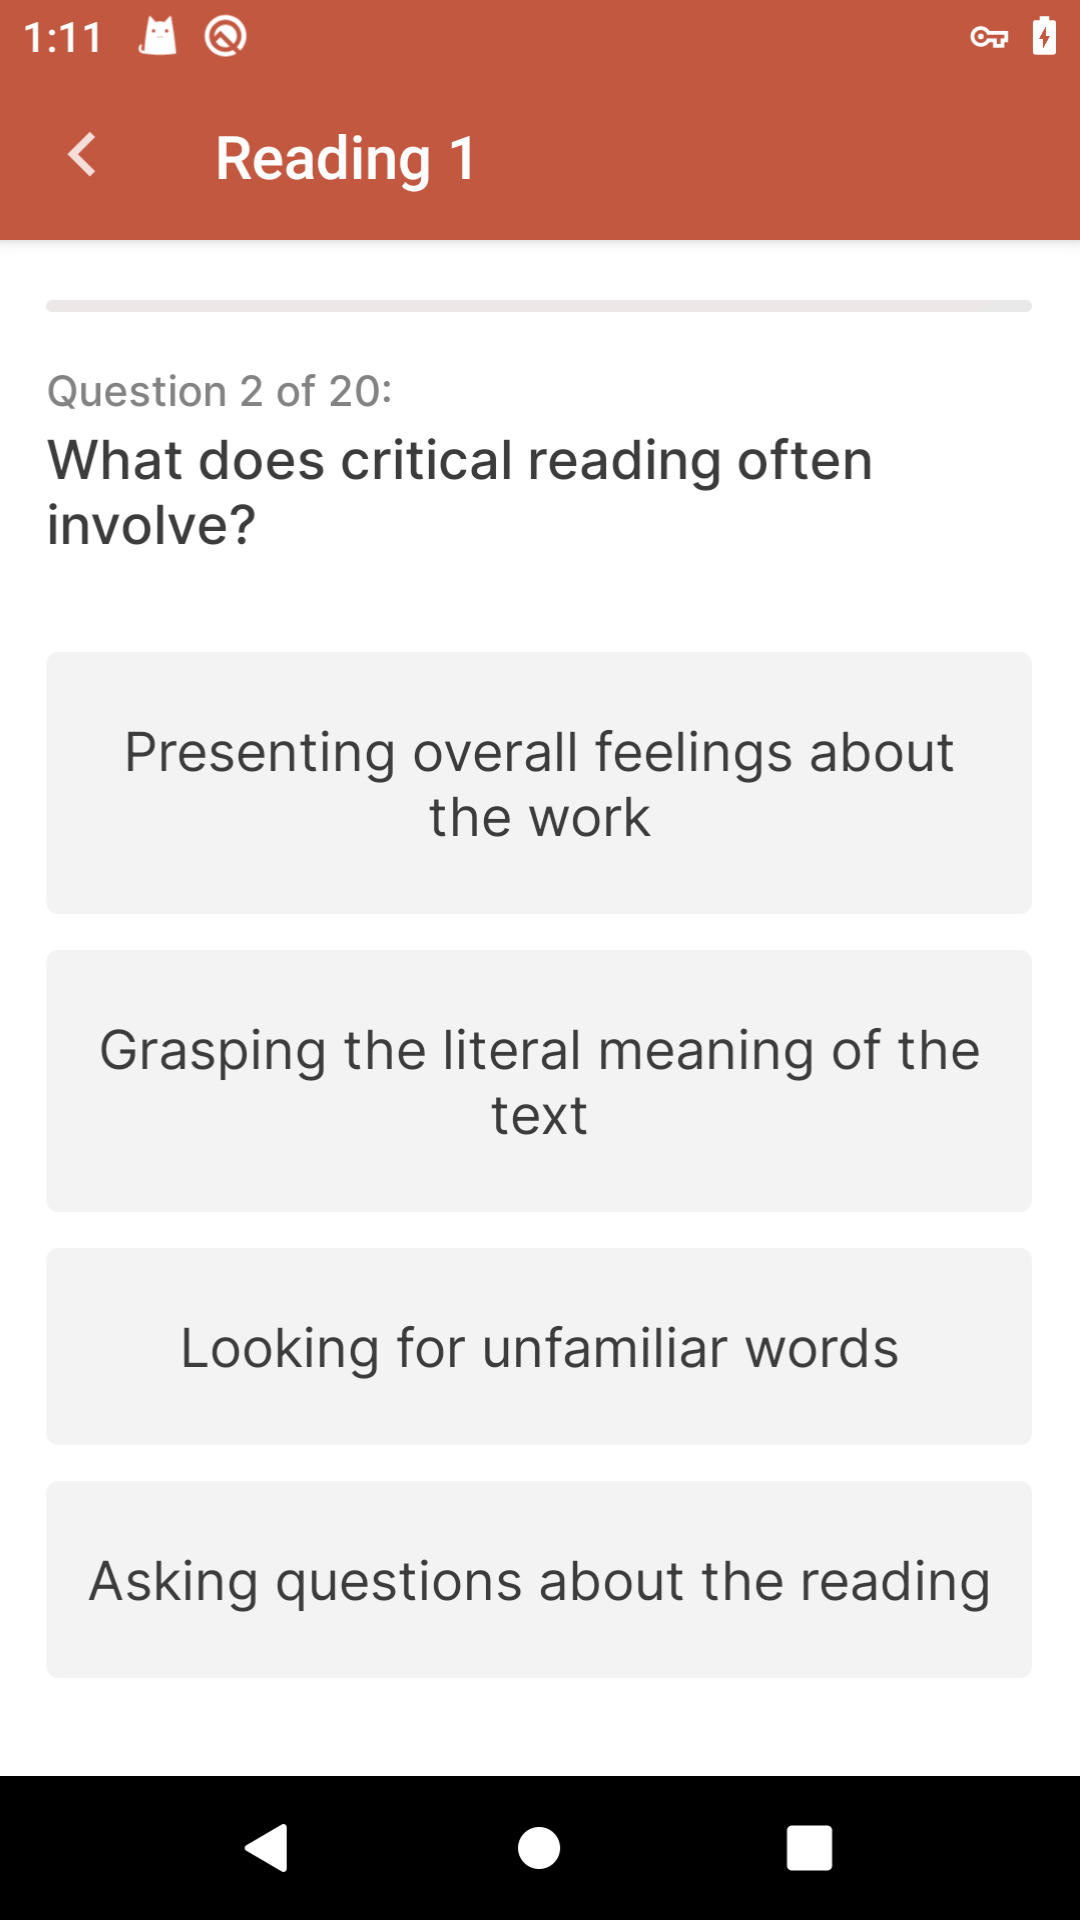 1:11
Reading 1
Question 2 of 20:
What does critical reading often
involve?
Presenting overall feelings about
the work
Grasping the literal meaning of the
text
Looking for unfamiliar words
Asking questions about the reading